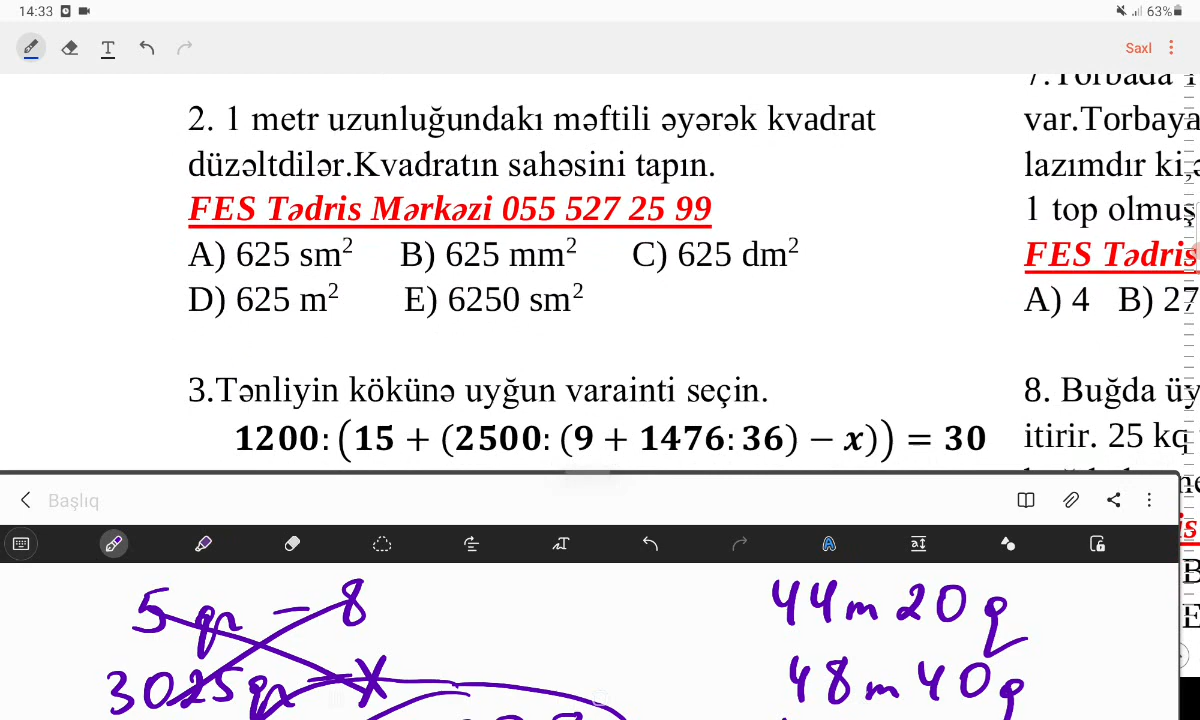 14:33
63%
Saxl
2. 1 metr uzunluğundakı məftili əyərək kvadrat
düzəltdilər.Kvadratın sahəsini tapın.
FES Tədris Mərkəzi 055 527 25 99
A) 625 sm² B) 625 mm² C) 625 dm²
D) 625 m² E) 6250 sm²
3.Tənliyin kökünə uyğun varainti seçin.
1200:(15 + (2500:(9 + 1476:36) − x)) = 30
7.Torbada
var.Torbaya
lazımdır ki,
1 top olmuş
FES Tədris
A) 4 B) 27
8. Buğda üy
itirir. 25 kq
is
B
E
Başlıq
5 qr – 8
3025 qr – x
44 m 20 q
48 m 40 q